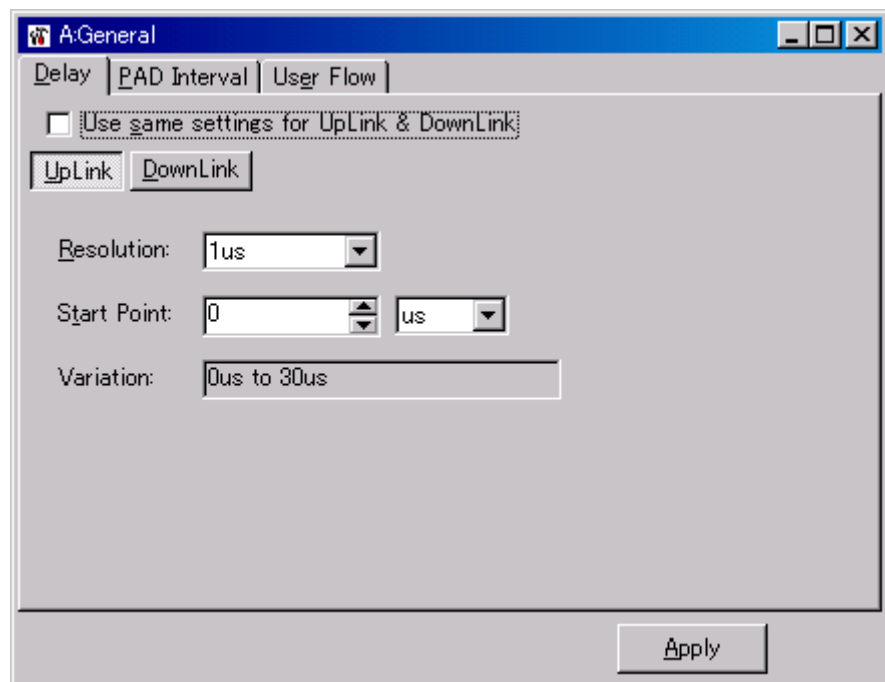 A:General
Delay PAD Interval User Flow
Use same settings for UpLink & DownLink
UpLink DownLink
Resolution: 1us
Start Point: 0 us
Variation: 0us to 30us
Apply